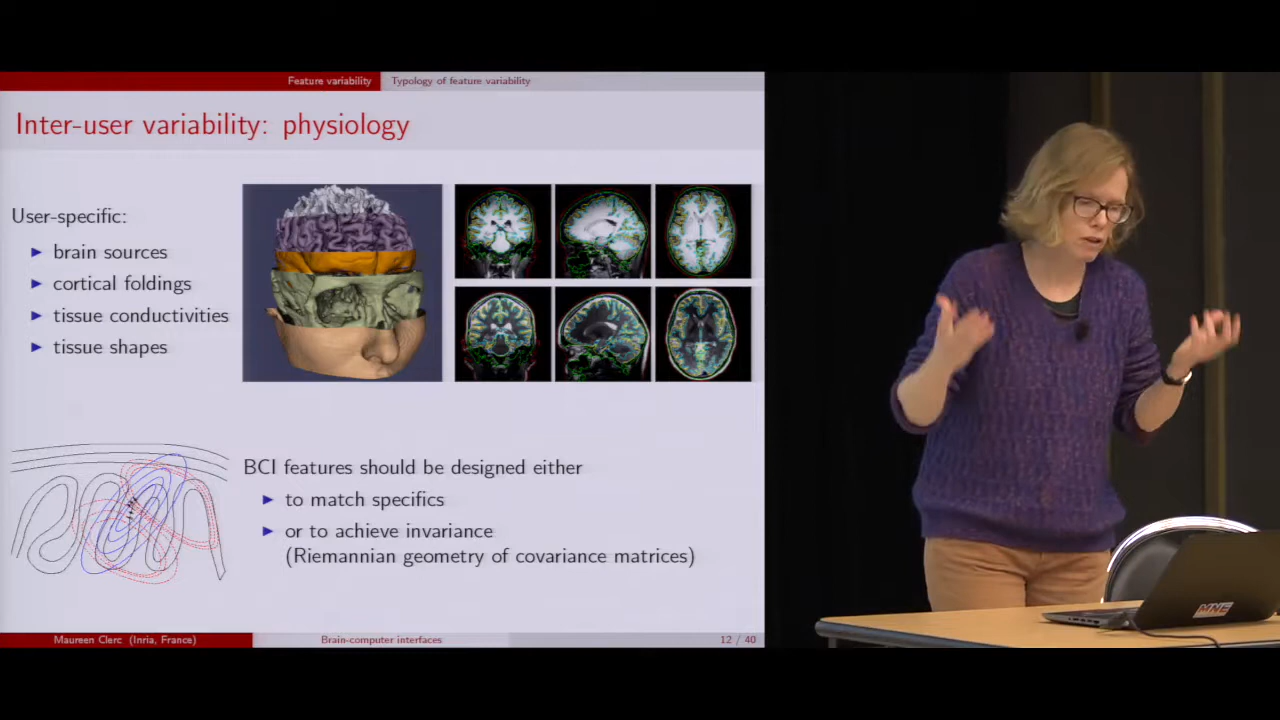 Feature variability
Typology of feature variability
Inter-user variability: physiology
User-specific:
brain sources
cortical foldings
tissue conductivities
tissue shapes
BCI features should be designed either
to match specifics
or to achieve invariance
(Riemannian geometry of covariance matrices)
Maureen Clerc (Inria, France)
Brain-computer interfaces
12 / 40
MNE